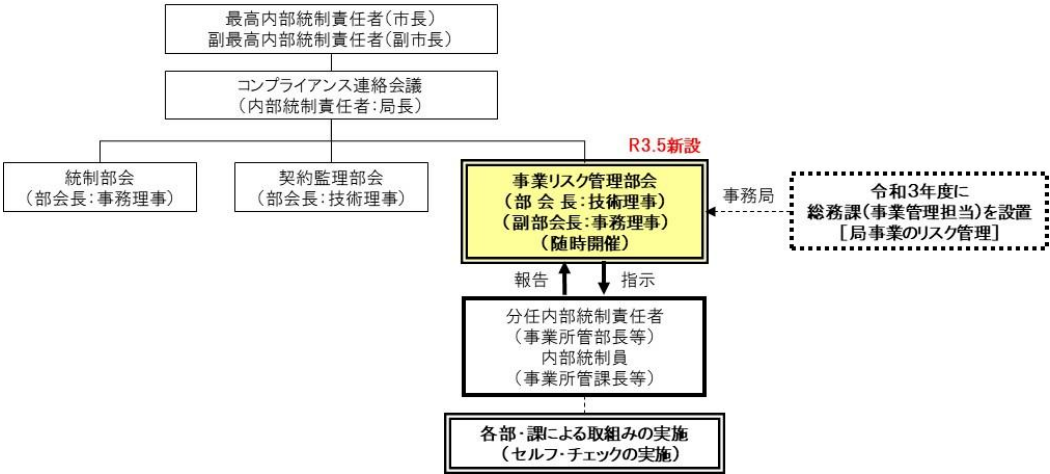 最高内部統制責任者(市長)
副最高内部統制責任者(副市長)
コンプライアンス連絡会議
(内部統制責任者:局長)
R3.5新設
統制部会
(部会長:事務理事)
契約監理部会
(部会長:技術理事)
事業リスク管理部会
(部 会 長:技術理事)
(副部会長:事務理事)
(随時開催)
事務局
令和3年度に
総務課(事業管理担当)を設置
[局事業のリスク管理]
報告
指示
分任内部統制責任者
(事業所管部長等)
内部統制員
(事業所管課長等)
各部・課による取組みの実施
(セルフ・チェックの実施)